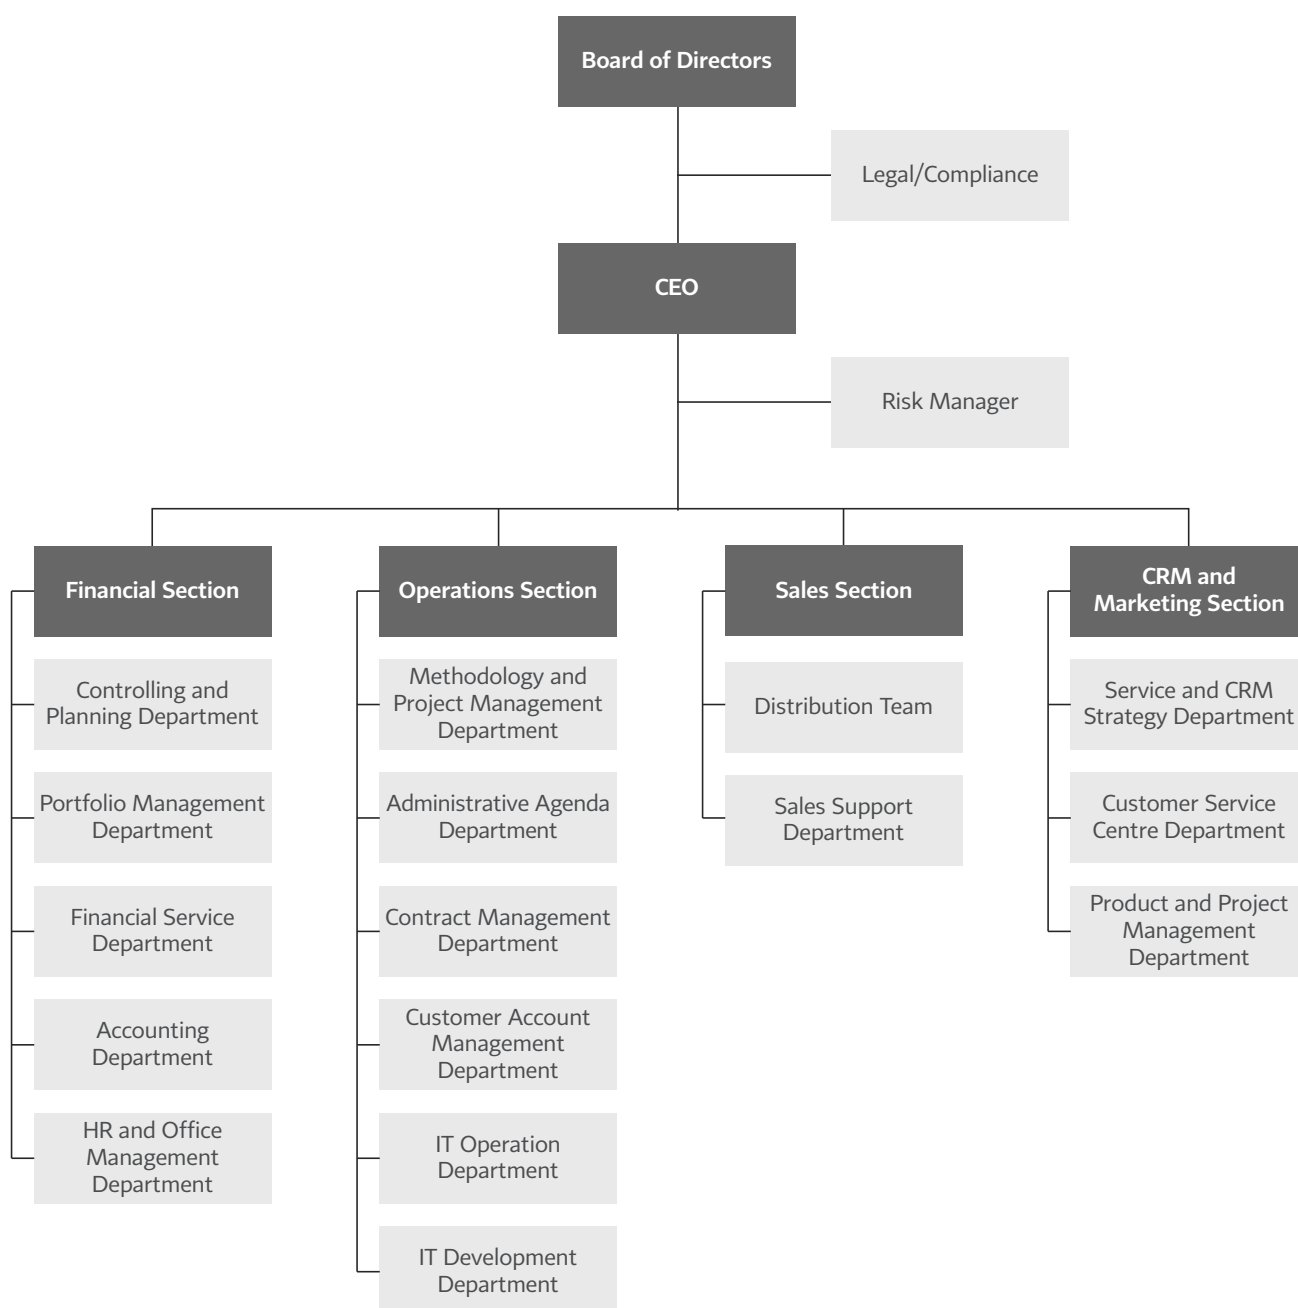 Board of Directors
Legal/Compliance
CEO
Risk Manager
Financial Section
Controlling and
Planning Department
Portfolio Management
Department
Financial Service
Department
Accounting
Department
HR and Office
Management
Department
Operations Section
Methodology and
Project Management
Department
Administrative Agenda
Department
Contract Management
Department
Customer Account
Management
Department
IT Operation
Department
IT Development
Department
Sales Section
Distribution Team
Sales Support
Department
CRM and
Marketing Section
Service and CRM
Strategy Department
Customer Service
Centre Department
Product and Project
Management
Department